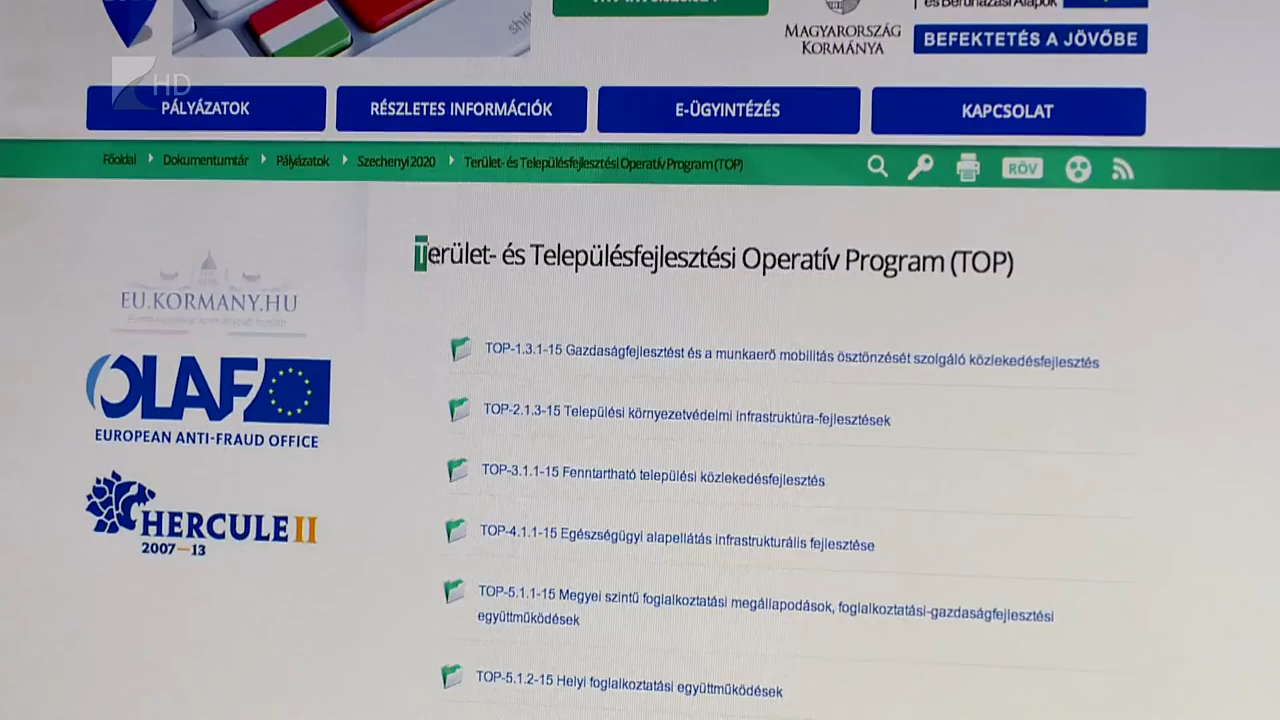 shift
és Beruházási Alapok
MAGYARORSZÁG
KORMÁNYA
BEFEKTETÉS A JÖVŐBE
HD
PÁLYÁZATOK
RÉSZLETES INFORMÁCIÓK
E-ÜGYINTÉZÉS
KAPCSOLAT
Főoldal
Dokumentumtár
Pályázatok
Szechenyi 2020
Terület- és Településfejlesztési Operatív Program (TOP)
RÖV
Terület- és Településfejlesztési Operatív Program (TOP)
EU.KORMANY.HU
OLAF
EUROPEAN ANTI-FRAUD OFFICE
HERCULE II
2007—13
TOP-1.3.1-15 Gazdaságfejlesztést és a munkaerő mobilitás ösztönzését szolgáló közlekedésfejlesztés
TOP-2.1.3-15 Települési környezetvédelmi infrastruktúra-fejlesztések
TOP-3.1.1-15 Fenntartható települési közlekedésfejlesztés
TOP-4.1.1-15 Egészségügyi alapellátás infrastrukturális fejlesztése
TOP-5.1.1-15 Megyei szintű foglalkoztatási megállapodások, foglalkoztatási-gazdaságfejlesztési
együttműködések
TOP-5.1.2-15 Helyi foglalkoztatási együttműködések